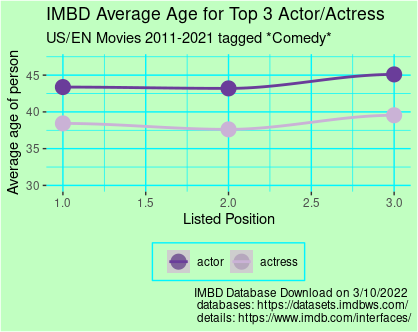 IMBD Average Age for Top 3 Actor/Actress
US/EN Movies 2011-2021 tagged *Comedy*
Average age of person
45
40
35
30
1.0 1.5 2.0 2.5 3.0
Listed Position
actor actress
IMBD Database Download on 3/10/2022
databases: https://datasets.imdbws.com/
details: https://www.imdb.com/interfaces/